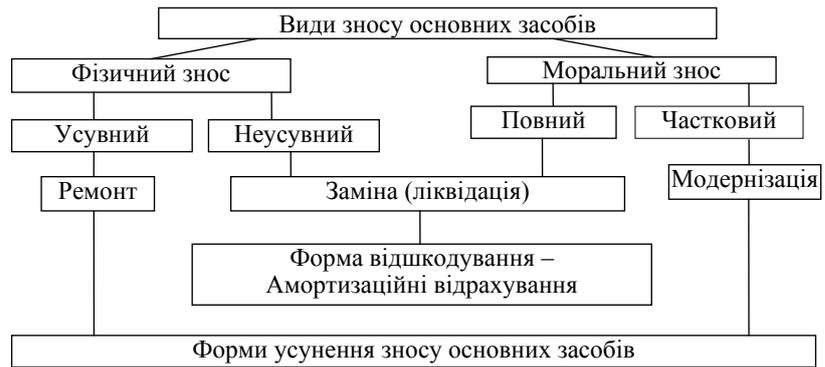 Види зносу основних засобів
Фізичний знос
Моральний знос
Усувний
Неусувний
Повний
Частковий
Ремонт
Заміна (ліквідація)
Модернізація
Форма відшкодування –
Амортизаційні відрахування
Форми усунення зносу основних засобів